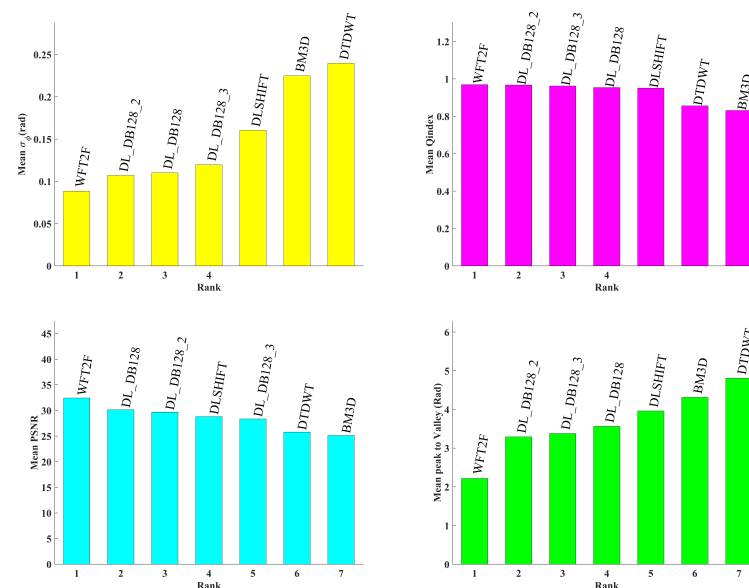 0.25
0.2
0.15
0.1
0.05
0
Mean σϕ (rad)
WFT2F
DL_DB128_2
DL_DB128
DL_DB128_3
DLSHIFT
BM3D
DTDWT
1 2 3 4
Rank
1.2
1
0.8
0.6
0.4
0.2
0
Mean Qindex
WFT2F
DL_DB128_2
DL_DB128_3
DL_DB128
DLSHIFT
DTDWT
BM3D
1 2 3 4
Rank
45
40
35
30
25
20
15
10
5
0
Mean PSNR
WFT2F
DL_DB128
DL_DB128_2
DLSHIFT
DL_DB128_3
DTDWT
BM3D
1 2 3 4 5 6 7
Rank
6
5
4
3
2
1
0
Mean peak to Valley (Rad)
WFT2F
DL_DB128_2
DL_DB128_3
DL_DB128
DLSHIFT
BM3D
DTDWT
1 2 3 4 5 6 7
Rank